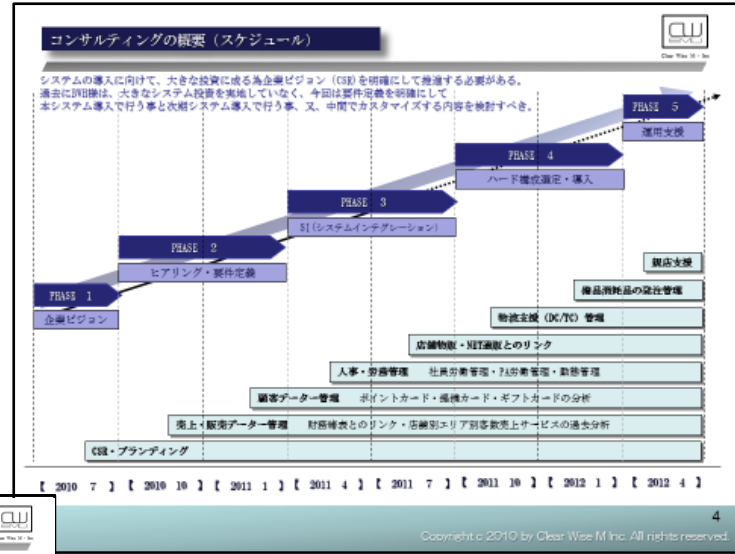 コンサルティングの概要（スケジュール）
Clear Wise M - Inc
システムの導入に向けて、大きな投資に成る為企業ビジョン（CSR）を明確にして推進する必要がある。
過去にDVH様は、大きなシステム投資を実施していなく、今回は要件定義を明確にして
本システム導入で行う事と次期システム導入で行う事、又、中間でカスタマイズする内容を検討すべき。
PHASE 5
運用支援
PHASE 4
ハード構成選定・導入
PHASE 3
SI（システムインテグレーション）
PHASE 2
ヒアリング・要件定義
PHASE 1
企業ビジョン
親店支援
備品消耗品の発注管理
物流支援（DC/TC）管理
店舗物販・NET通販とのリンク
人事・労務管理 社員労働管理・PA労働管理・勤務管理
顧客データー管理 ポイントカード・提携カード・ギフトカードの分析
売上・販売データー管理 財務諸表とのリンク・店舗別エリア別客数売上サービスの過去分析
CSR・ブランディング
【 2010 7 】【 2010 10 】【 2011 1 】【 2011 4 】【 2011 7 】【 2011 10 】【 2012 1 】【 2012 4 】
4
Copyright c 2010 by Clear Wise M Inc. All rights reserved.